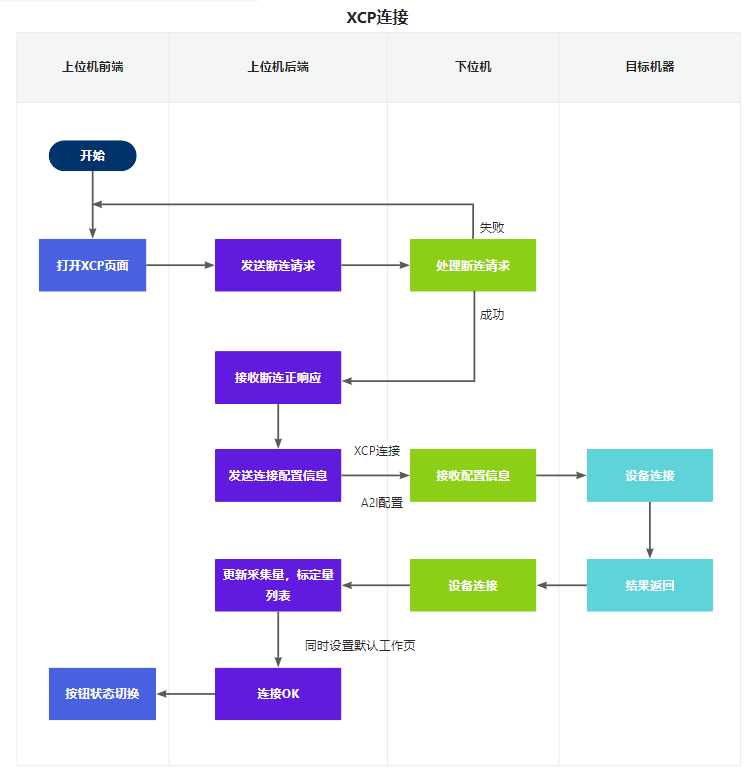 XCP连接
上位机前端
上位机后端
下位机
目标机器
开始
失败
打开XCP页面
发送断连请求
处理断连请求
成功
接收断连正响应
XCP连接
发送连接配置信息
接收配置信息
设备连接
A2l配置
更新采集量，标定量
列表
设备连接
结果返回
同时设置默认工作页
按钮状态切换
连接OK